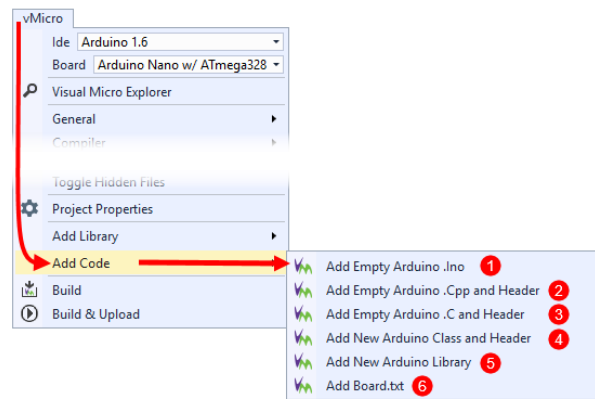 vMicro
Ide Arduino 1.6
Board Arduino Nano w/ ATmega328
Visual Micro Explorer
General
Compiler
Toggle Hidden Files
Project Properties
Add Library
Add Code
Build
Build & Upload
Add Empty Arduino .Ino 1
Add Empty Arduino .Cpp and Header 2
Add Empty Arduino .C and Header 3
Add New Arduino Class and Header 4
Add New Arduino Library 5
Add Board.txt 6